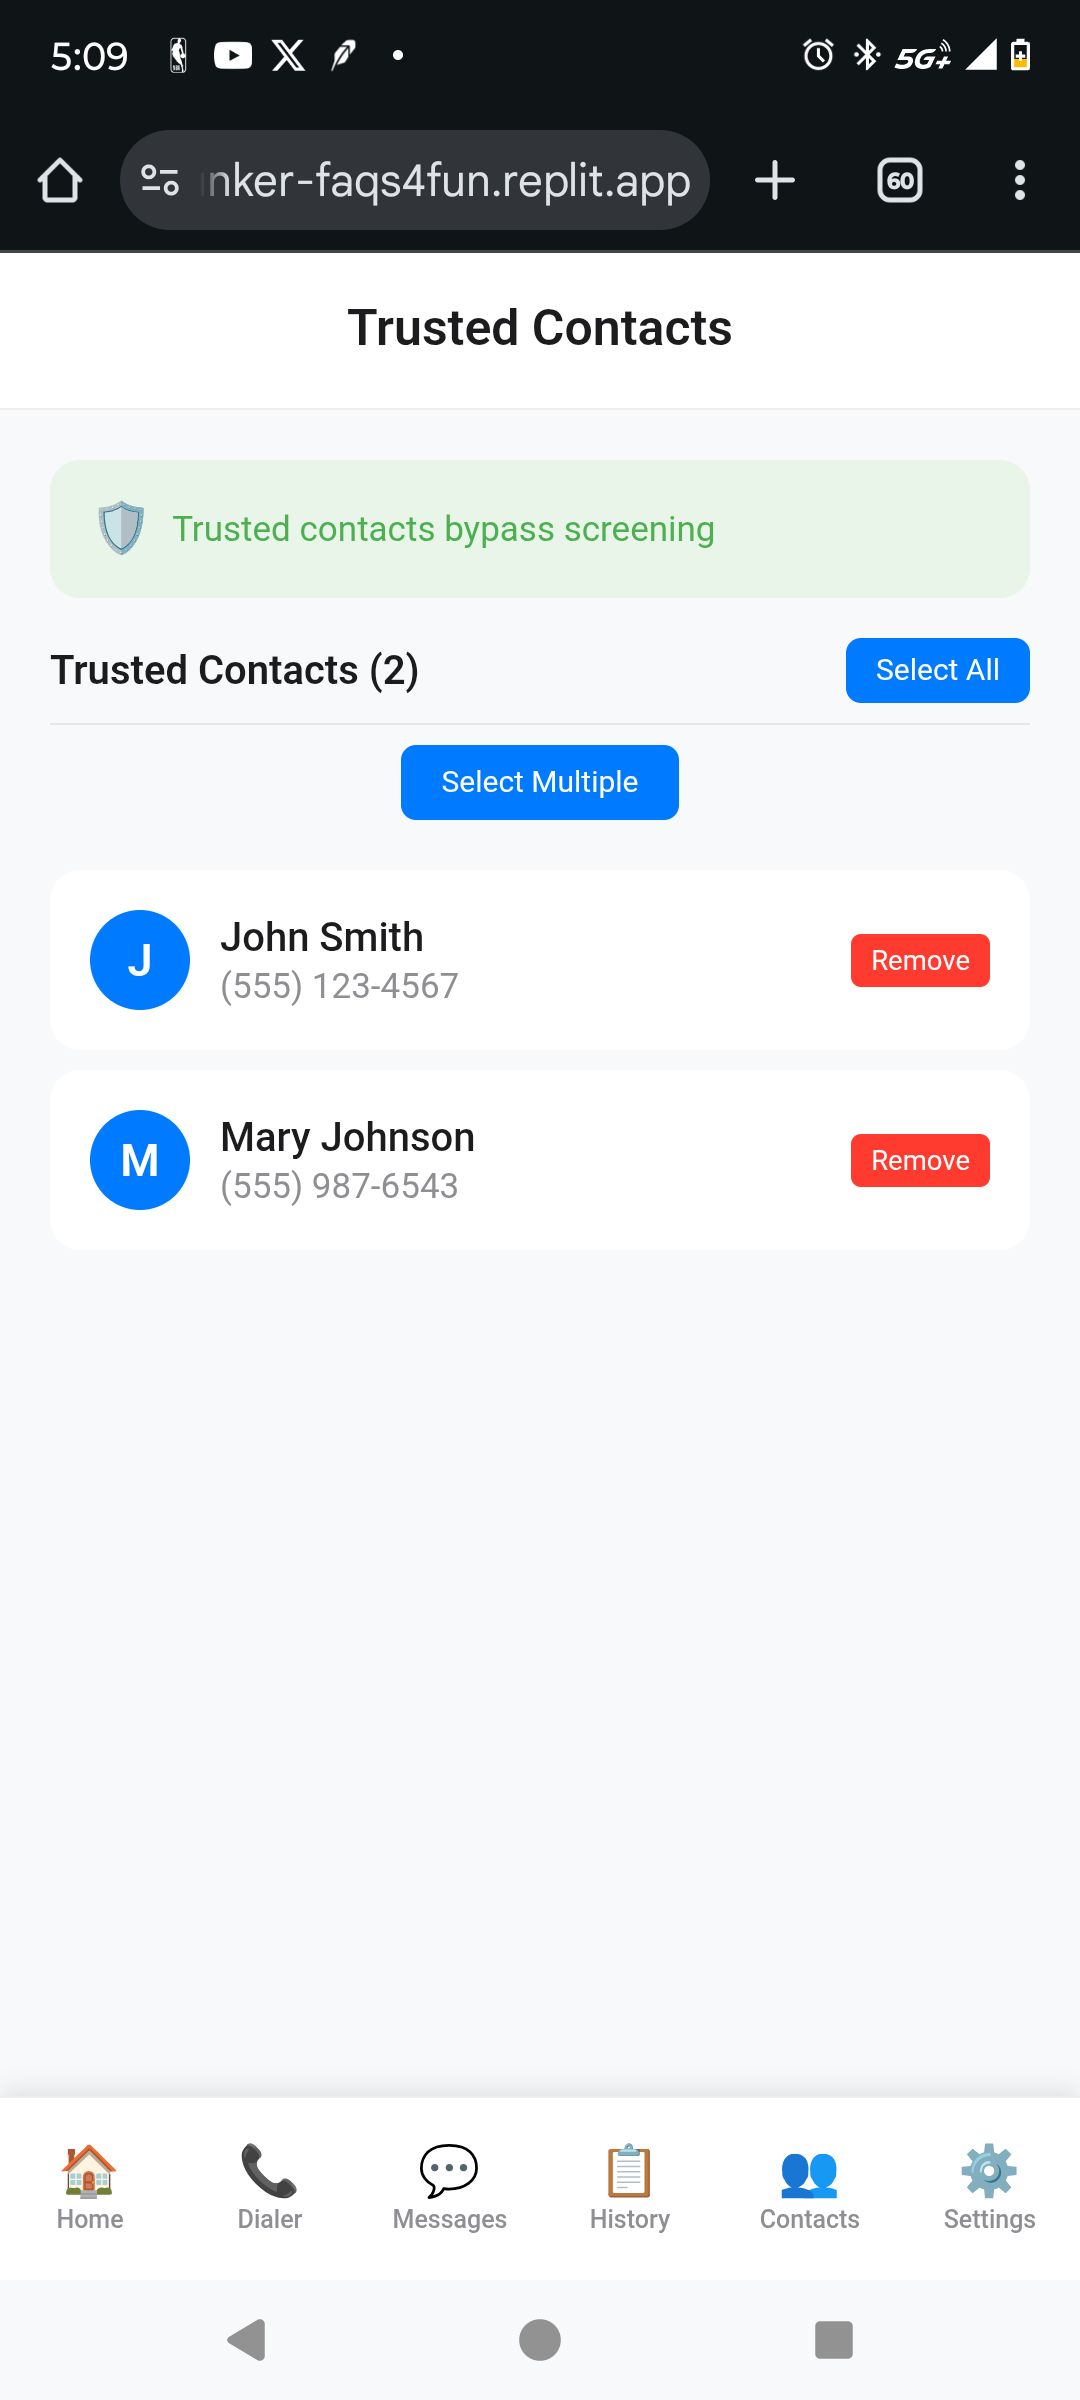 5:09
5G+
nker-faqs4fun.replit.app
60
Trusted Contacts
Trusted contacts bypass screening
Trusted Contacts (2)
Select All
Select Multiple
J
John Smith
(555) 123-4567
Remove
M
Mary Johnson
(555) 987-6543
Remove
Home
Dialer
Messages
History
Contacts
Settings